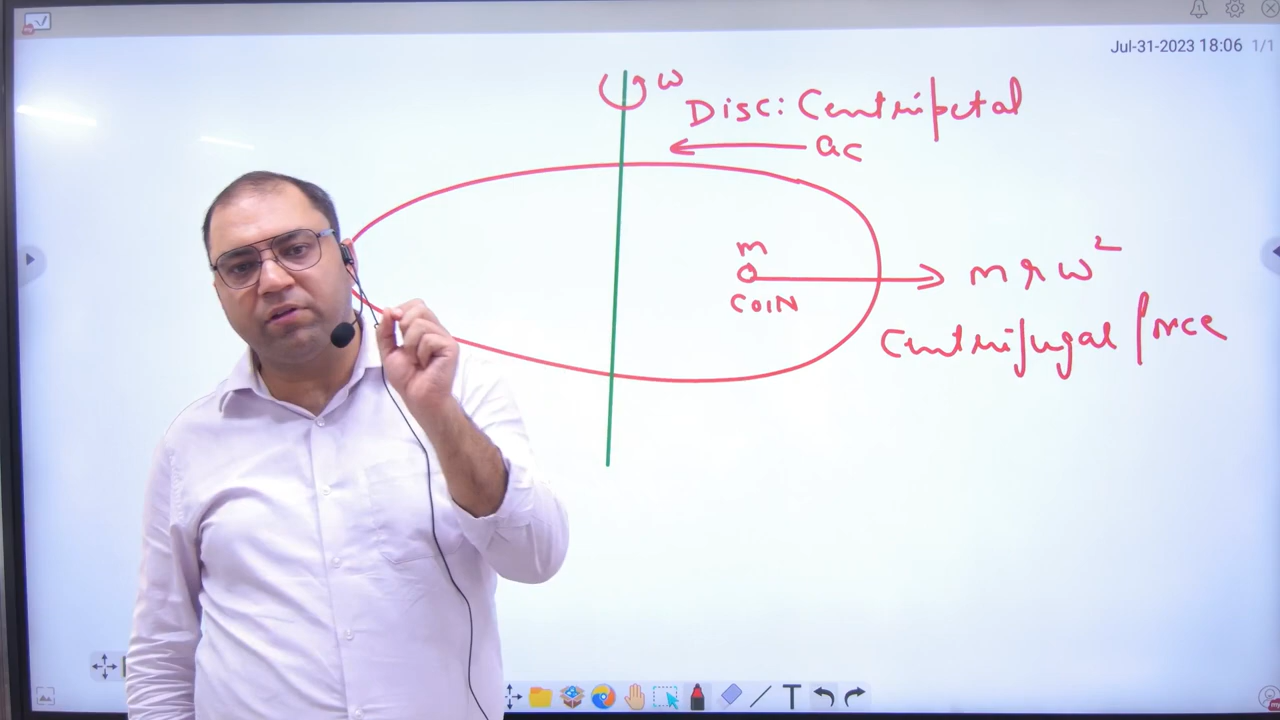 Jul-31-2023 18:06 1/1
ω
Disc: Centripetal
ac
m
COIN
mrω²
Centrifugal force
T